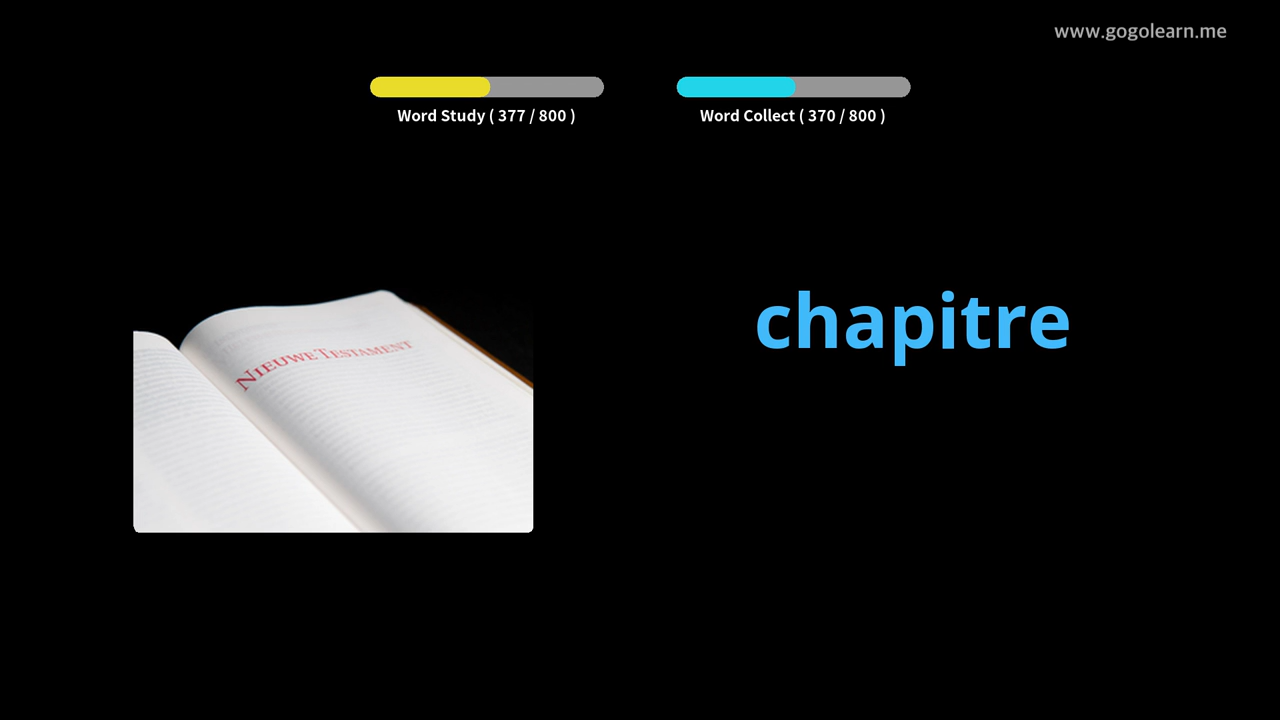 www.gogolearn.me
Word Study ( 377 / 800 )
Word Collect ( 370 / 800 )
chapitre
NIEUWE TESTAMENT